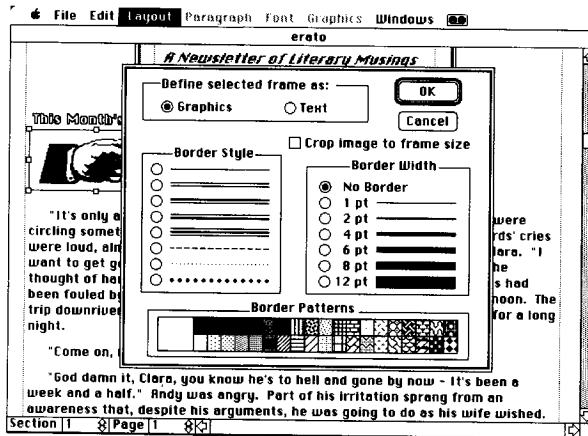 File Edit Layout Paragraph Font Graphics Windows
erato
A Newsletter of Literary Musings
This Month's
Define selected frame as:
Graphics Text
OK
Cancel
Crop image to frame size
Border Style
Border Width
No Border
1 pt
2 pt
4 pt
6 pt
8 pt
12 pt
Border Patterns
"It's only a
were
circling somet
rds' cries
were loud, alm
lara. "I
want to get g
he
thought of ha
s had
been fouled by
noon. The
trip downriver
for a long
night.
"Come on,
"God damn it, Clara, you know he's to hell and gone by now - It's been a
week and a half." Andy was angry. Part of his irritation sprang from an
awareness that, despite his arguments, he was going to do as his wife wished.
Section 1 Page 1